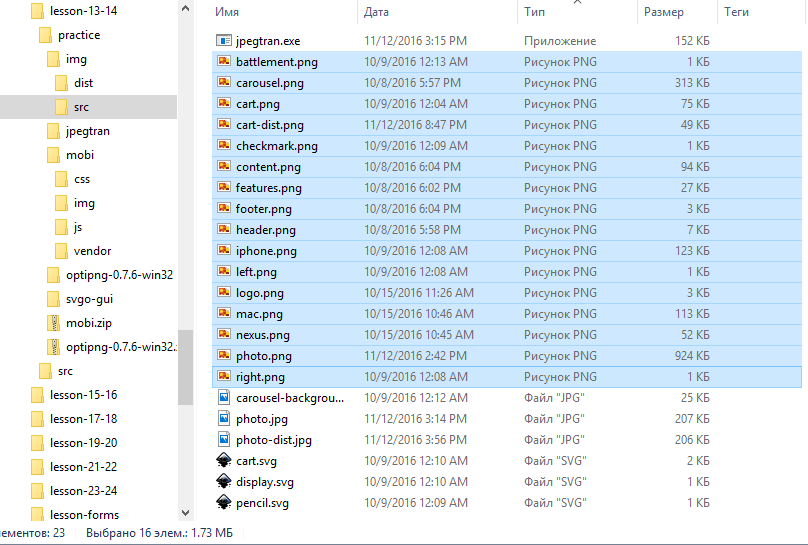 lesson-13-14
practice
img
dist
src
jpegtran
mobi
css
img
js
vendor
optipng-0.7.6-win32
svgo-gui
mobi.zip
optipng-0.7.6-win32.
src
lesson-15-16
lesson-17-18
lesson-19-20
lesson-21-22
lesson-23-24
lesson-forms
Имя Дата Тип Размер Теги
jpegtran.exe 11/12/2016 3:15 PM Приложение 152 КБ
battlement.png 10/9/2016 12:13 AM Рисунок PNG 1 КБ
carousel.png 10/8/2016 5:57 PM Рисунок PNG 313 КБ
cart.png 10/9/2016 12:04 AM Рисунок PNG 75 КБ
cart-dist.png 11/12/2016 8:47 PM Рисунок PNG 49 КБ
checkmark.png 10/9/2016 12:09 AM Рисунок PNG 1 КБ
content.png 10/8/2016 6:04 PM Рисунок PNG 94 КБ
features.png 10/8/2016 6:02 PM Рисунок PNG 27 КБ
footer.png 10/8/2016 6:04 PM Рисунок PNG 3 КБ
header.png 10/8/2016 5:58 PM Рисунок PNG 7 КБ
iphone.png 10/9/2016 12:08 AM Рисунок PNG 123 КБ
left.png 10/9/2016 12:08 AM Рисунок PNG 1 КБ
logo.png 10/15/2016 11:26 AM Рисунок PNG 3 КБ
mac.png 10/15/2016 10:46 AM Рисунок PNG 113 КБ
nexus.png 10/15/2016 10:45 AM Рисунок PNG 52 КБ
photo.png 11/12/2016 2:42 PM Рисунок PNG 924 КБ
right.png 10/9/2016 12:08 AM Рисунок PNG 1 КБ
carousel-backgrou... 10/9/2016 12:12 AM Файл "JPG" 25 КБ
photo.jpg 11/12/2016 3:14 PM Файл "JPG" 207 КБ
photo-dist.jpg 11/12/2016 3:56 PM Файл "JPG" 206 КБ
cart.svg 10/9/2016 12:10 AM Файл "SVG" 2 КБ
display.svg 10/9/2016 12:10 AM Файл "SVG" 1 КБ
pencil.svg 10/9/2016 12:09 AM Файл "SVG" 1 КБ
лементов: 23 Выбрано 16 элем.: 1.73 МБ